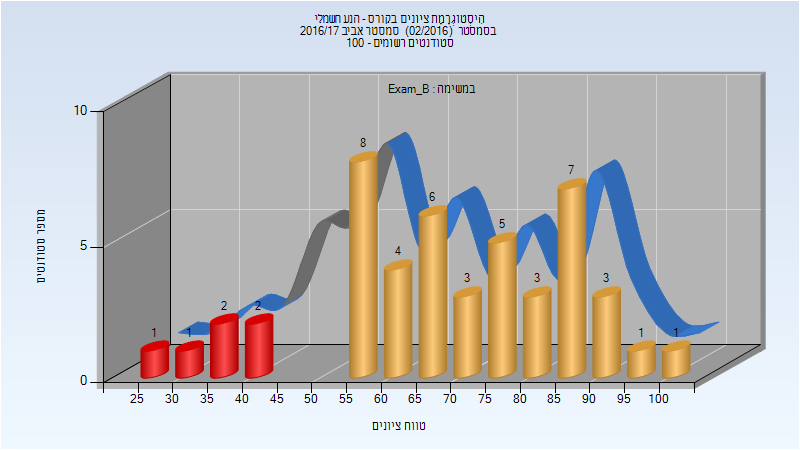 היסטוגרמת ציונים בקורס - הנע חשמלי
בסמסטר (02/2016) סמסטר אביב 2016/17
סטודנטים רשומים - 100
במשימה : Exam_B
מספר סטודנטים
10
5
0
1
1
2
2
8
4
6
3
5
3
7
3
1
1
25 30 35 40 45 50 55 60 65 70 75 80 85 90 95 100
טווח ציונים